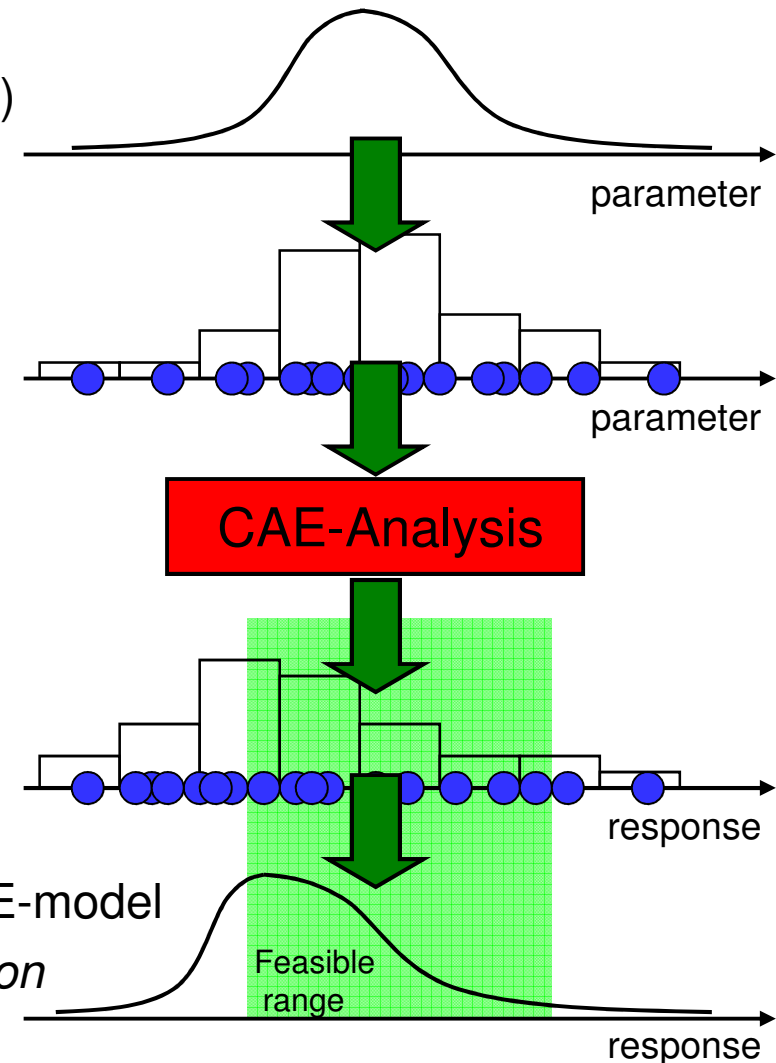 )
parameter
parameter
CAE-Analysis
response
E-model
on
Feasible
range
response